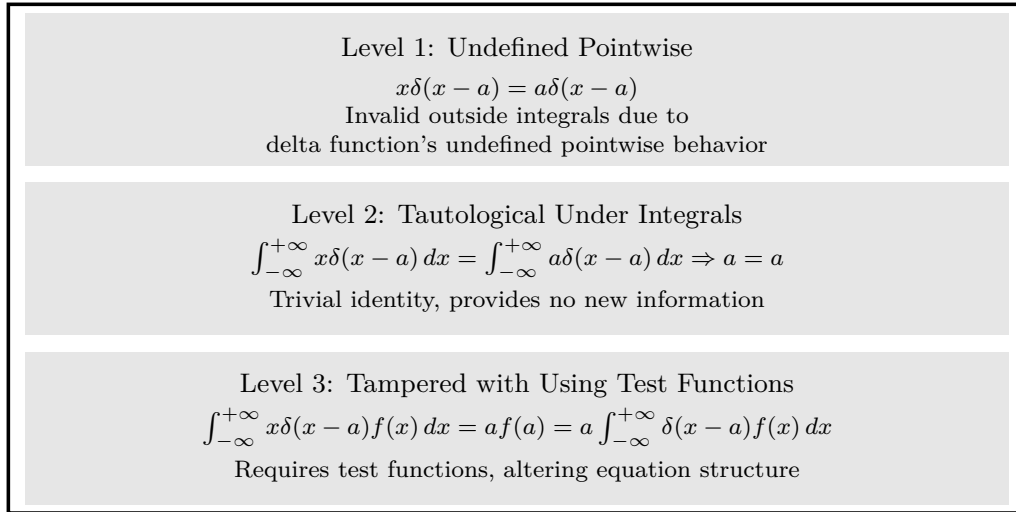 Level 1: Undefined Pointwise
xδ(x − a) = aδ(x − a)
Invalid outside integrals due to
delta function's undefined pointwise behavior
Level 2: Tautological Under Integrals
∫_{−∞}^{+∞} xδ(x − a) dx = ∫_{−∞}^{+∞} aδ(x − a) dx ⇒ a = a
Trivial identity, provides no new information
Level 3: Tampered with Using Test Functions
∫_{−∞}^{+∞} xδ(x − a)f(x) dx = af(a) = a ∫_{−∞}^{+∞} δ(x − a)f(x) dx
Requires test functions, altering equation structure